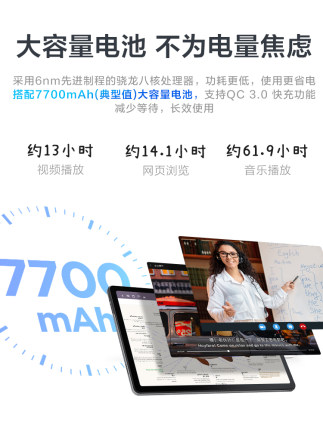 大容量电池 不为电量焦虑
采用6nm先进制程的骁龙八核处理器，功耗更低，使用更省电
搭配7700mAh(典型值)大容量电池，支持QC 3.0 快充功能
减少等待，长效使用
约13小时
视频播放
约14.1小时
网页浏览
约61.9小时
音乐播放
7700
mAh
English